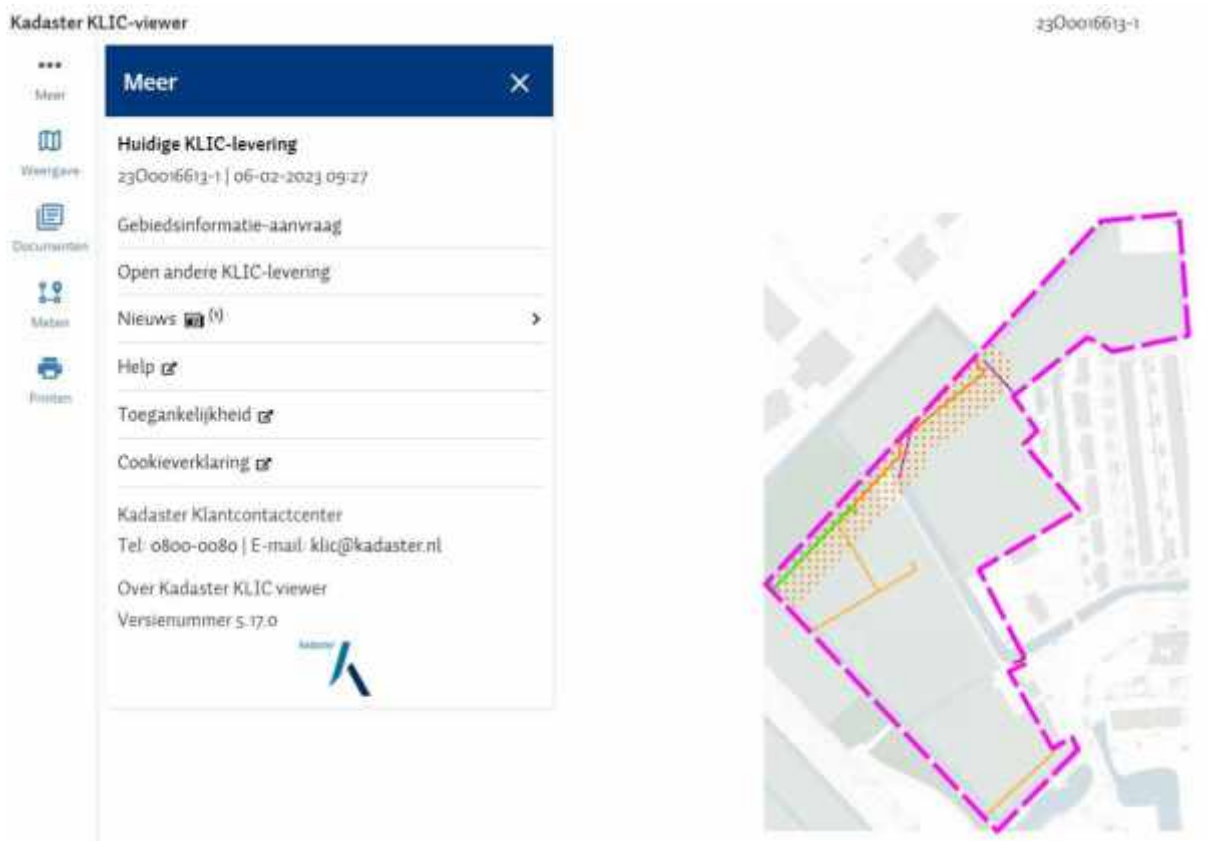 Kadaster KLIC-viewer
23O0016613-1
Meer
Weergave
Documenten
Meten
Printen
Meer
Huidige KLIC-levering
23O0016613-1 | 06-02-2023 09:27
Gebiedsinformatie-aanvraag
Open andere KLIC-levering
Nieuws (1)
Help
Toegankelijkheid
Cookieverklaring
Kadaster Klantcontactcenter
Tel: 0800-0080 | E-mail: klic@kadaster.nl
Over Kadaster KLIC viewer
Versienummer 5.17.0
kadaster